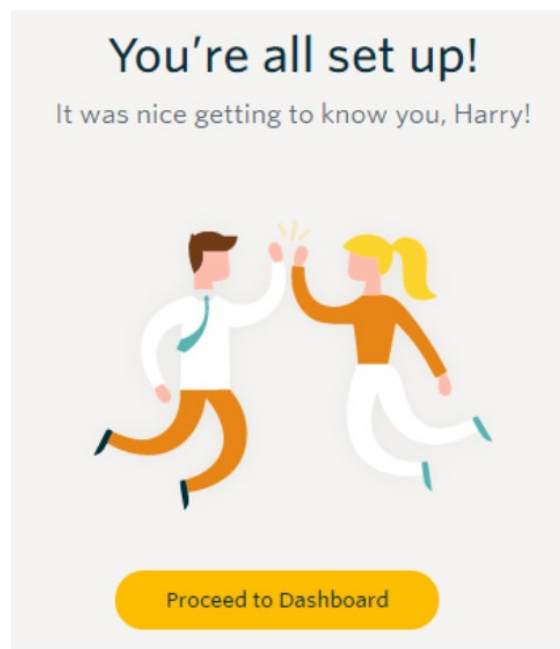 You’re all set up!
It was nice getting to know you, Harry!
Proceed to Dashboard